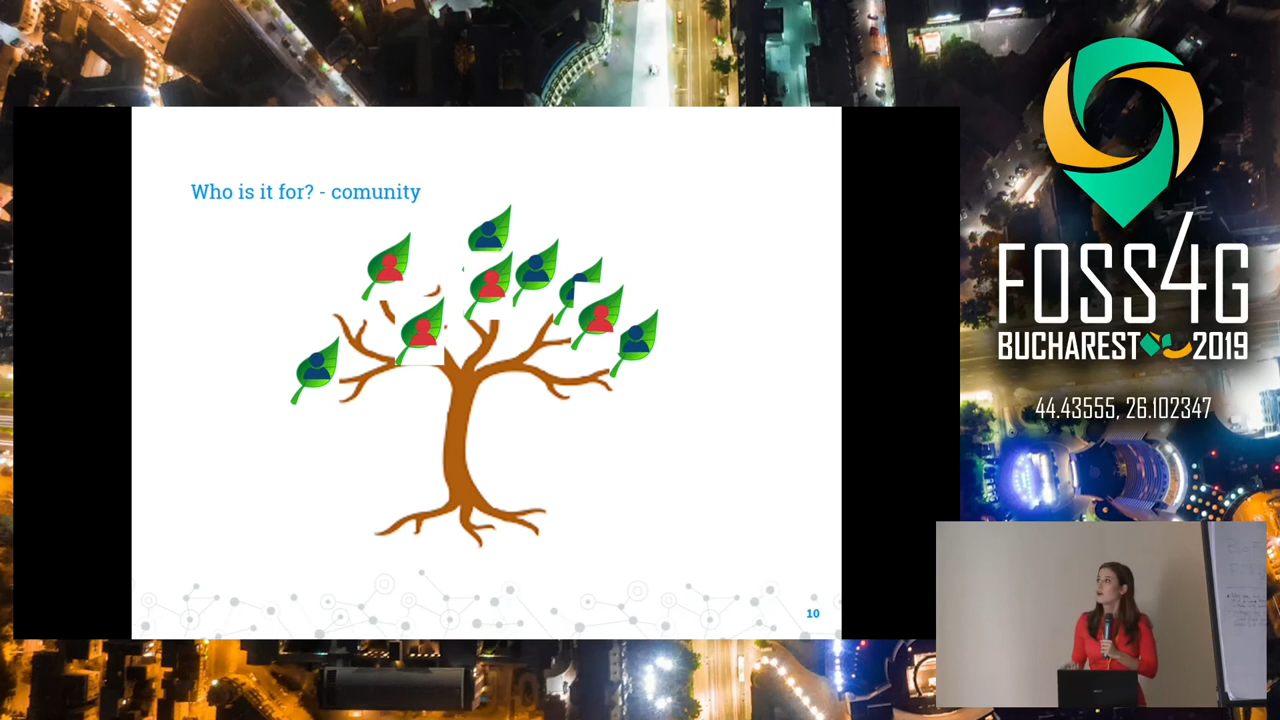 Who is it for? - comunity
10
FOSS4G
BUCHAREST 2019
44.43555, 26.102347